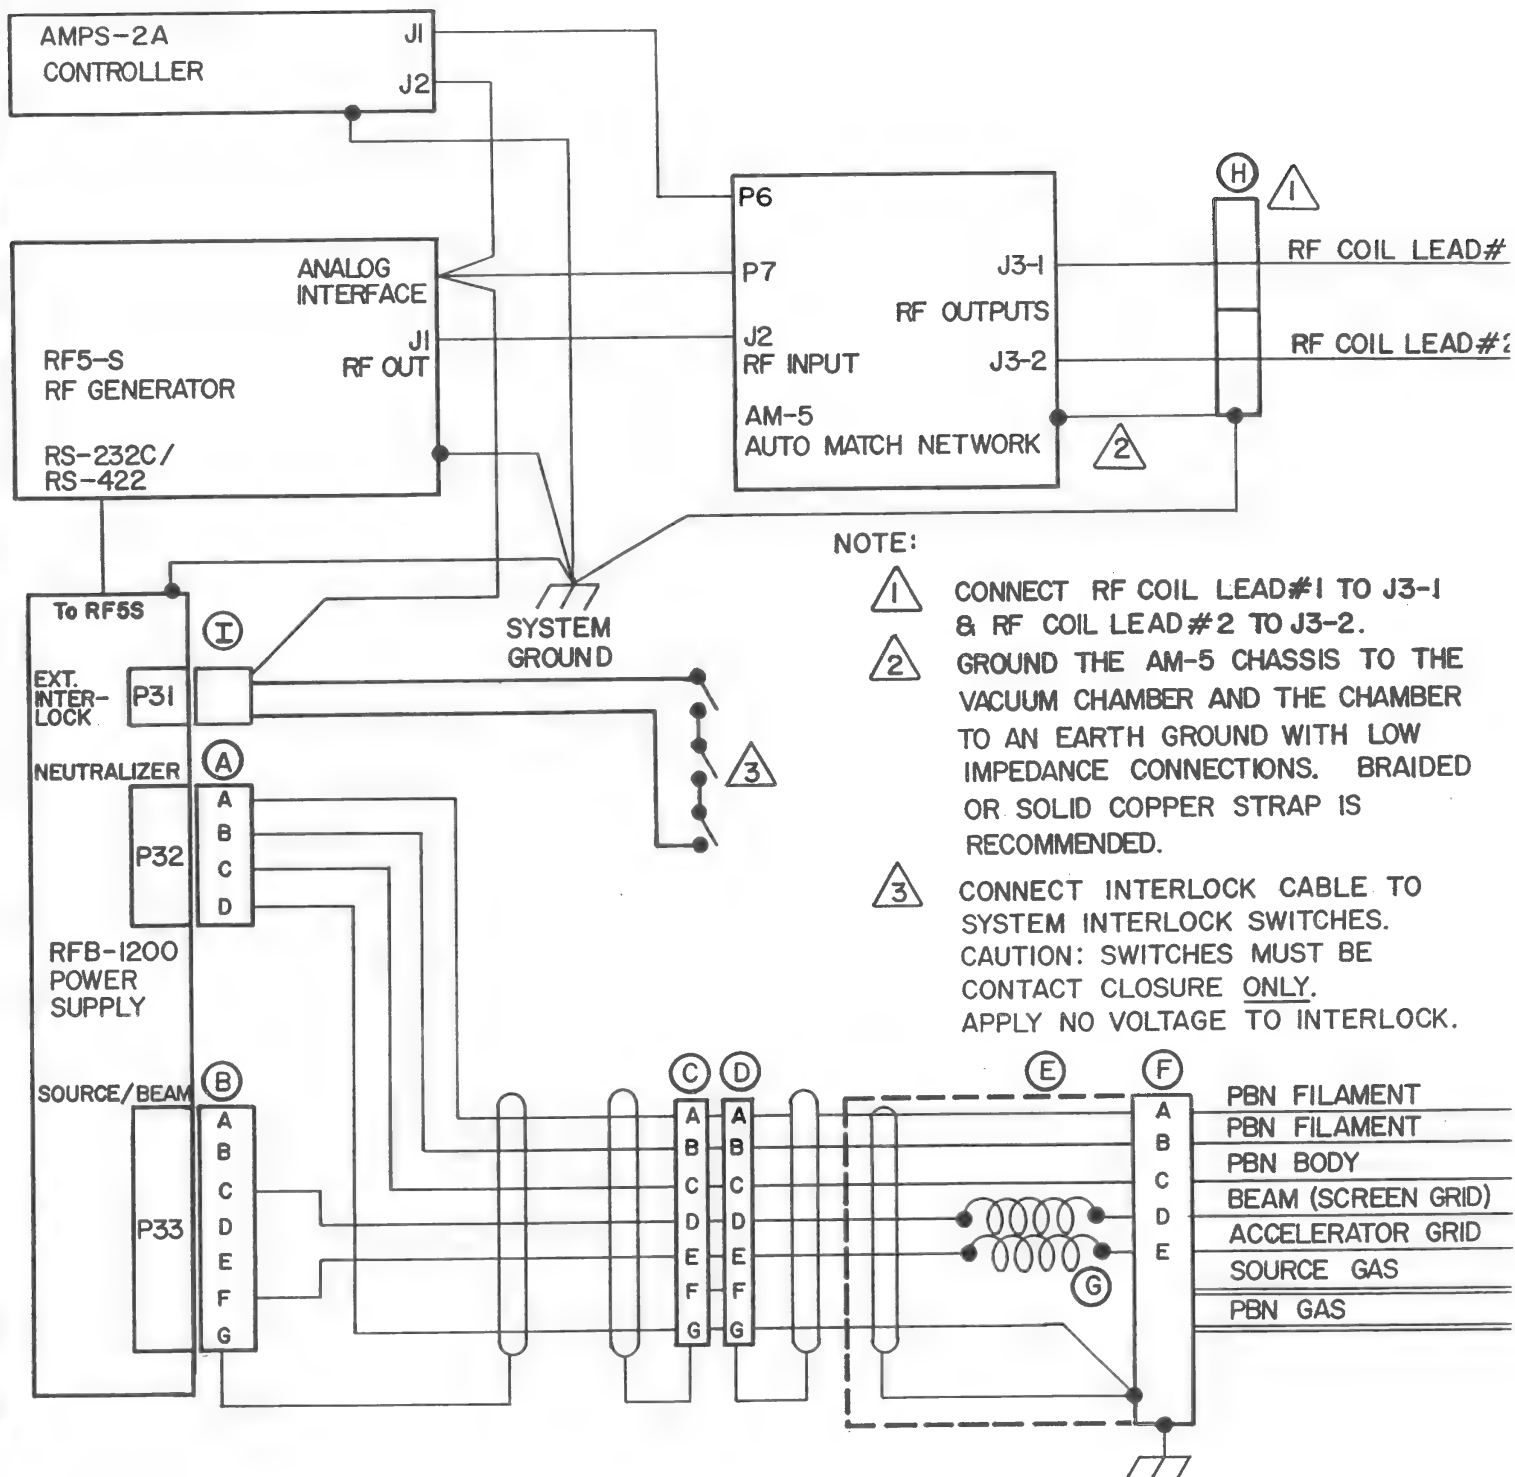 AMPS-2A
CONTROLLER
J1
J2
P6
P7
J2
RF INPUT
AM-5
AUTO MATCH NETWORK
J3-1
RF OUTPUTS
J3-2
H
1
RF COIL LEAD#
RF COIL LEAD#2
2
ANALOG
INTERFACE
J1
RF OUT
RF5-S
RF GENERATOR
RS-232C/
RS-422
SYSTEM
GROUND
To RF5S
I
EXT.
INTER-
LOCK
P31
NEUTRALIZER
A
P32
A
B
C
D
3
RFB-1200
POWER
SUPPLY
SOURCE/BEAM
B
P33
A
B
C
D
E
F
G
NOTE:
1 CONNECT RF COIL LEAD#1 TO J3-1
& RF COIL LEAD#2 TO J3-2.
2 GROUND THE AM-5 CHASSIS TO THE
VACUUM CHAMBER AND THE CHAMBER
TO AN EARTH GROUND WITH LOW
IMPEDANCE CONNECTIONS. BRAIDED
OR SOLID COPPER STRAP IS
RECOMMENDED.
3 CONNECT INTERLOCK CABLE TO
SYSTEM INTERLOCK SWITCHES.
CAUTION: SWITCHES MUST BE
CONTACT CLOSURE ONLY.
APPLY NO VOLTAGE TO INTERLOCK.
C
D
E
F
A
B
C
D
E
F
G
A
B
C
D
E
F
G
G
A
B
C
D
E
PBN FILAMENT
PBN FILAMENT
PBN BODY
BEAM (SCREEN GRID)
ACCELERATOR GRID
SOURCE GAS
PBN GAS